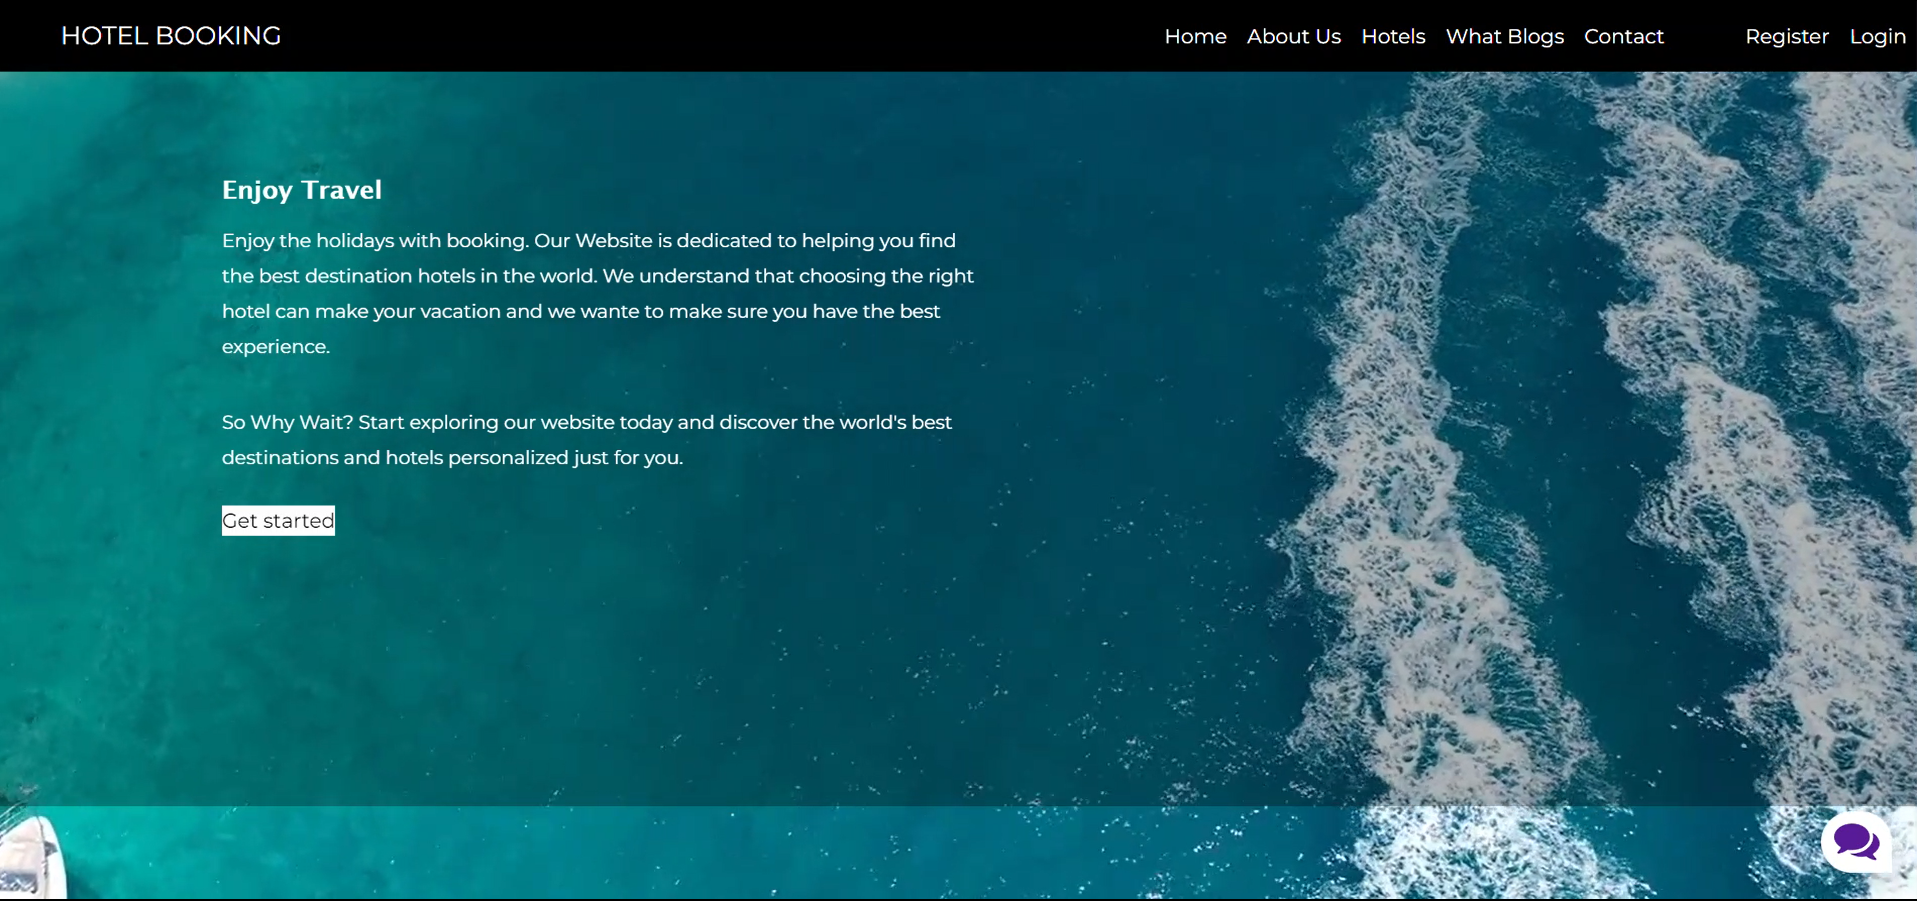 HOTEL BOOKING
Home About Us Hotels What Blogs Contact Register Login
Enjoy Travel
Enjoy the holidays with booking. Our Website is dedicated to helping you find
the best destination hotels in the world. We understand that choosing the right
hotel can make your vacation and we wante to make sure you have the best
experience.
So Why Wait? Start exploring our website today and discover the world's best
destinations and hotels personalized just for you.
Get started